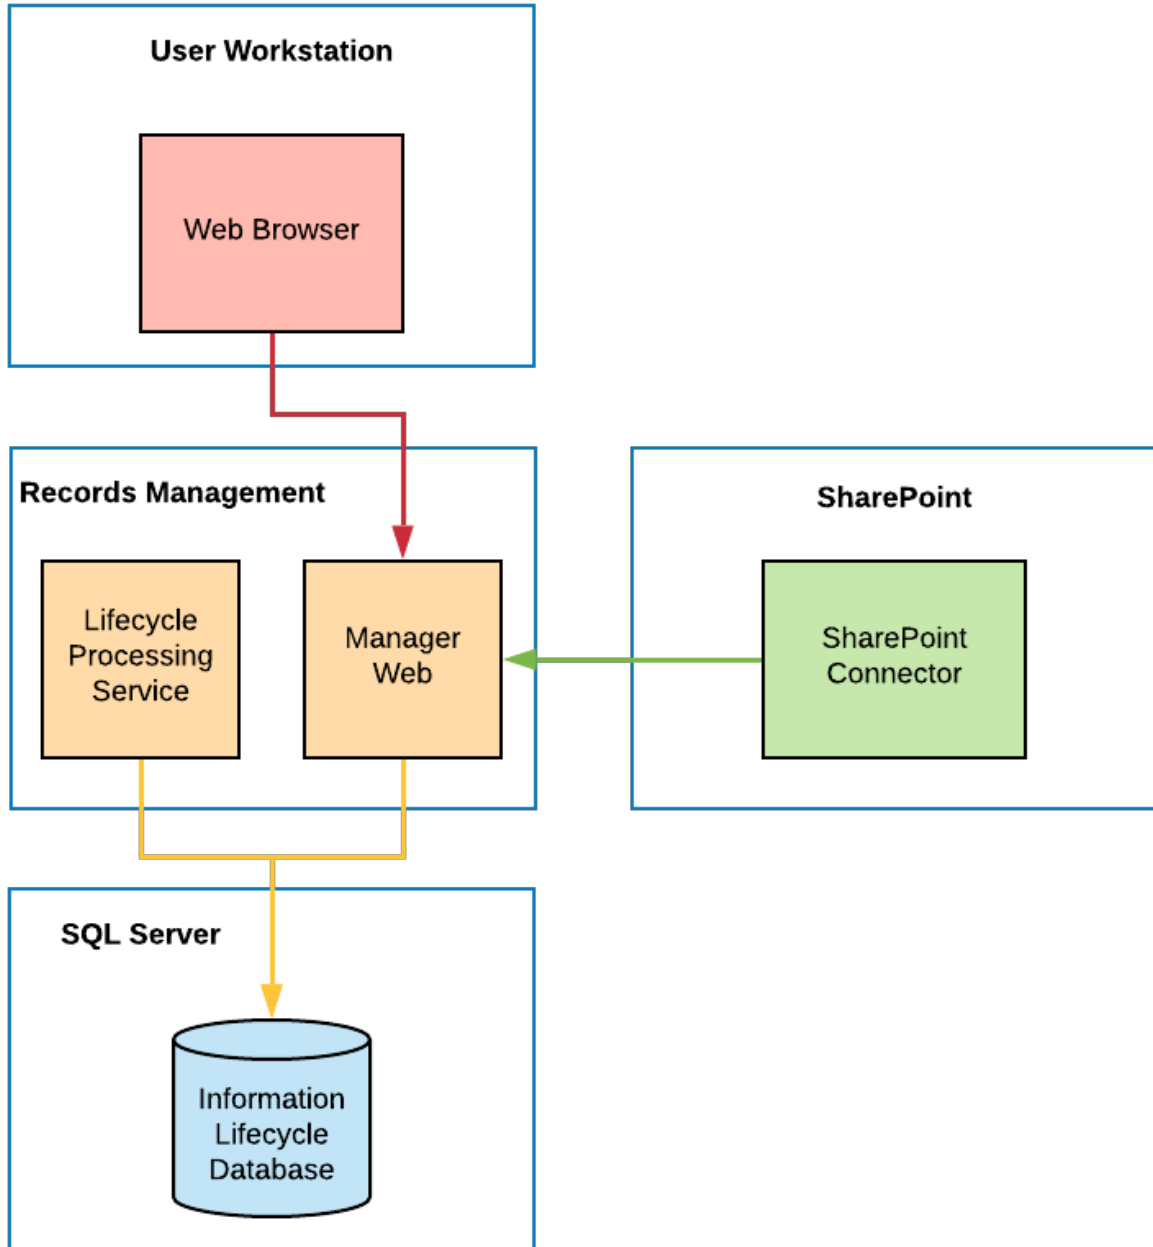 User Workstation
Web Browser
Records Management
Lifecycle
Processing
Service
Manager
Web
SharePoint
SharePoint
Connector
SQL Server
Information
Lifecycle
Database